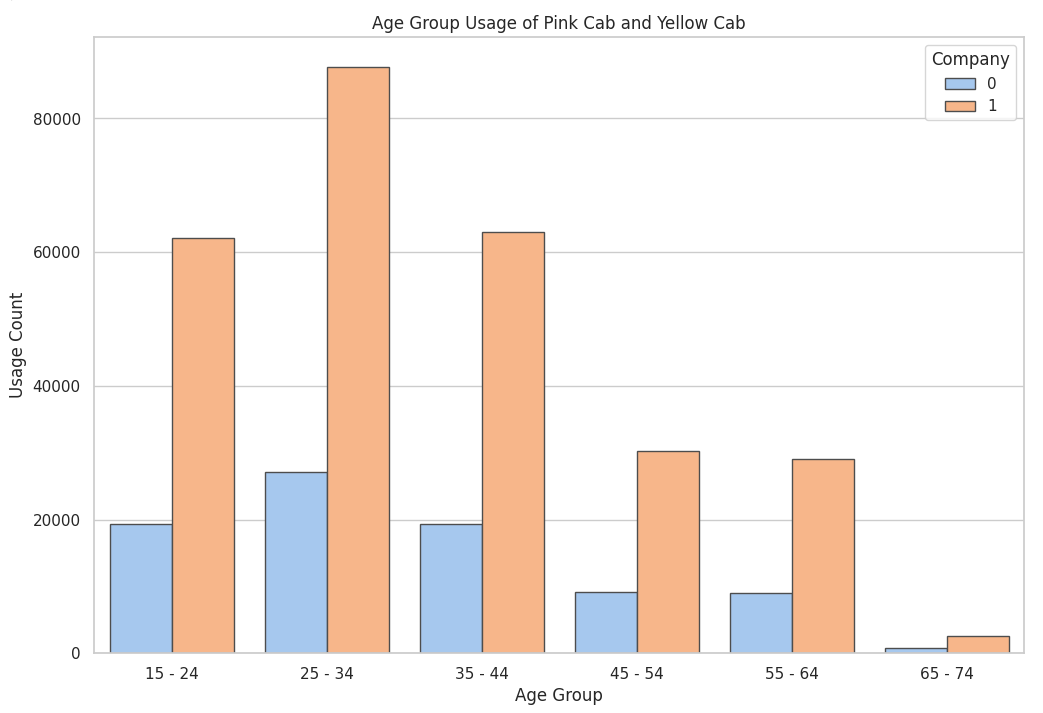 Age Group Usage of Pink Cab and Yellow Cab
Company
0
1
80000
60000
40000
20000
0
Usage Count
15 - 24
25 - 34
35 - 44
45 - 54
55 - 64
65 - 74
Age Group